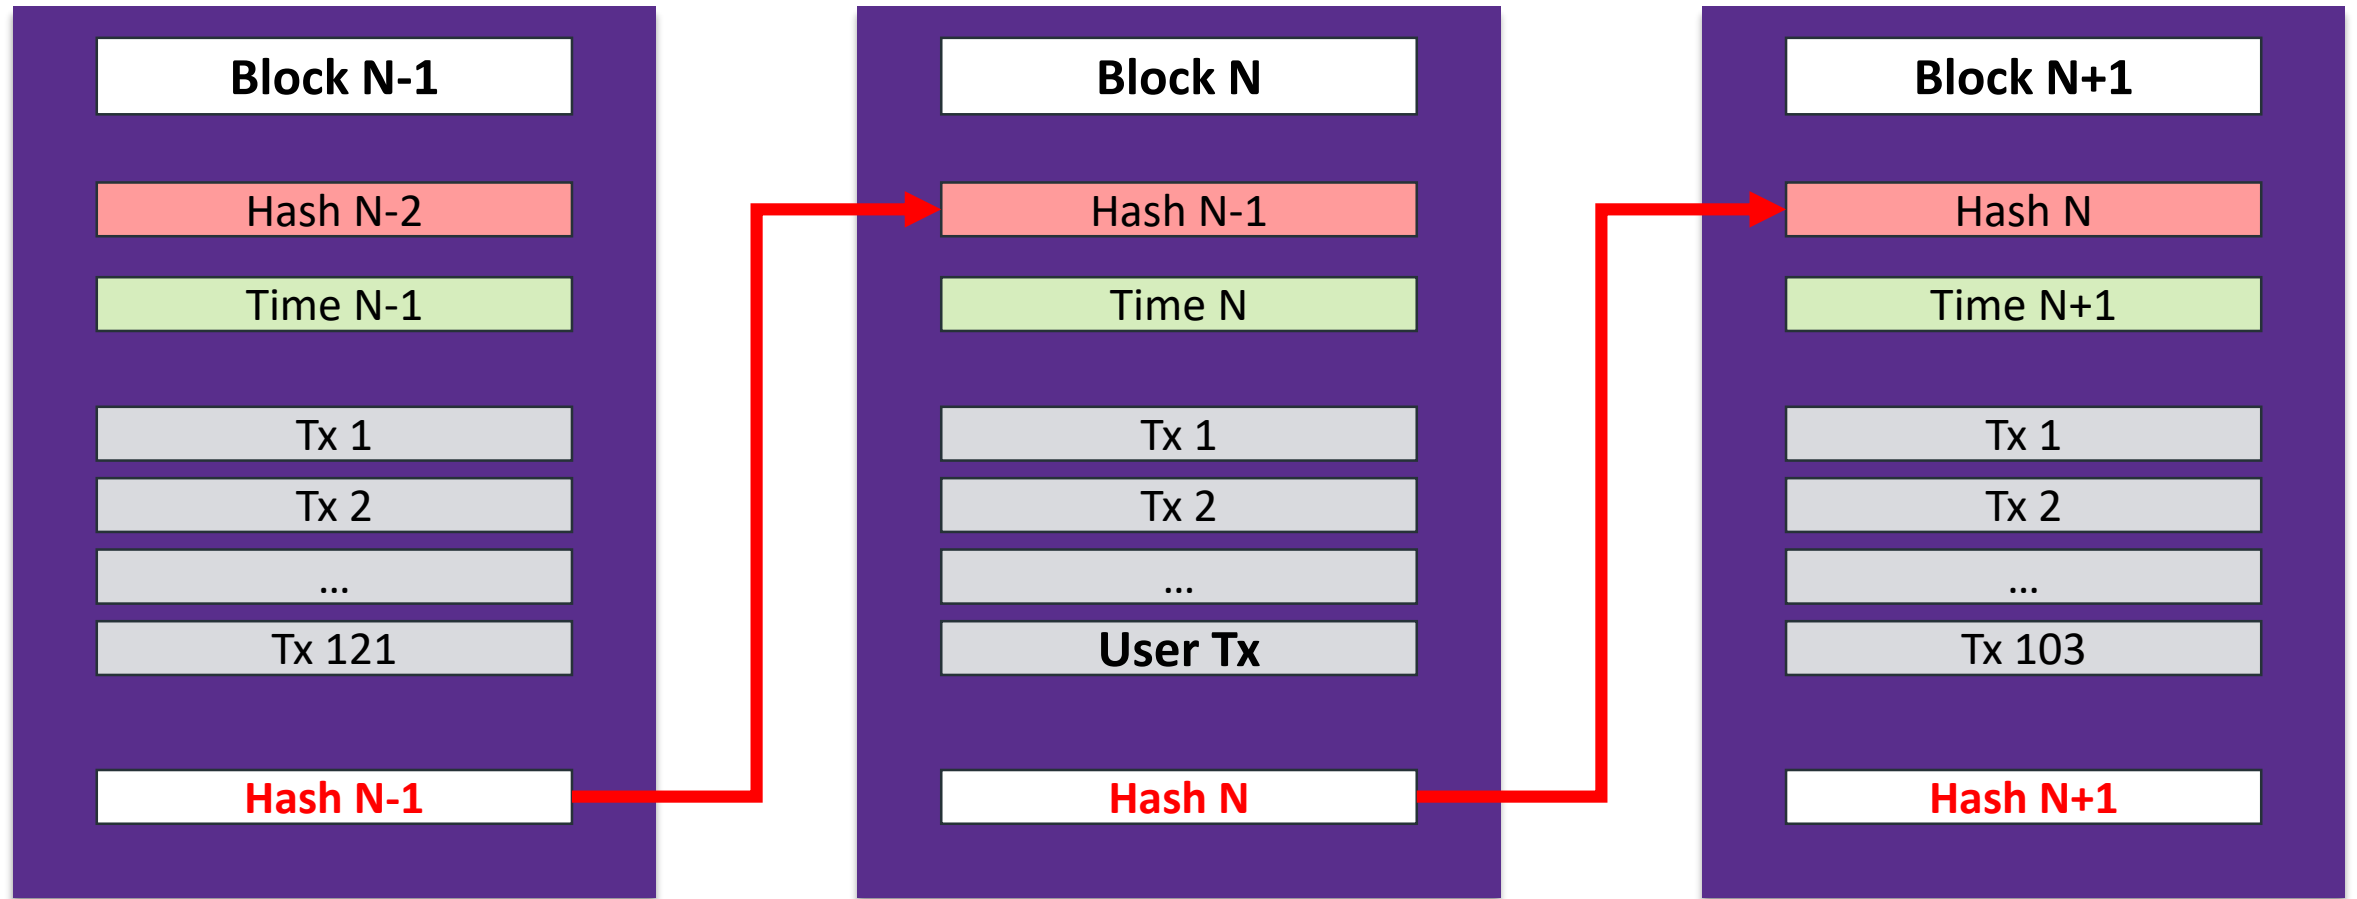 Block N-1
Hash N-2
Time N-1
Tx 1
Tx 2
...
Tx 121
Hash N-1
Block N
Hash N-1
Time N
Tx 1
Tx 2
...
User Tx
Hash N
Block N+1
Hash N
Time N+1
Tx 1
Tx 2
...
Tx 103
Hash N+1